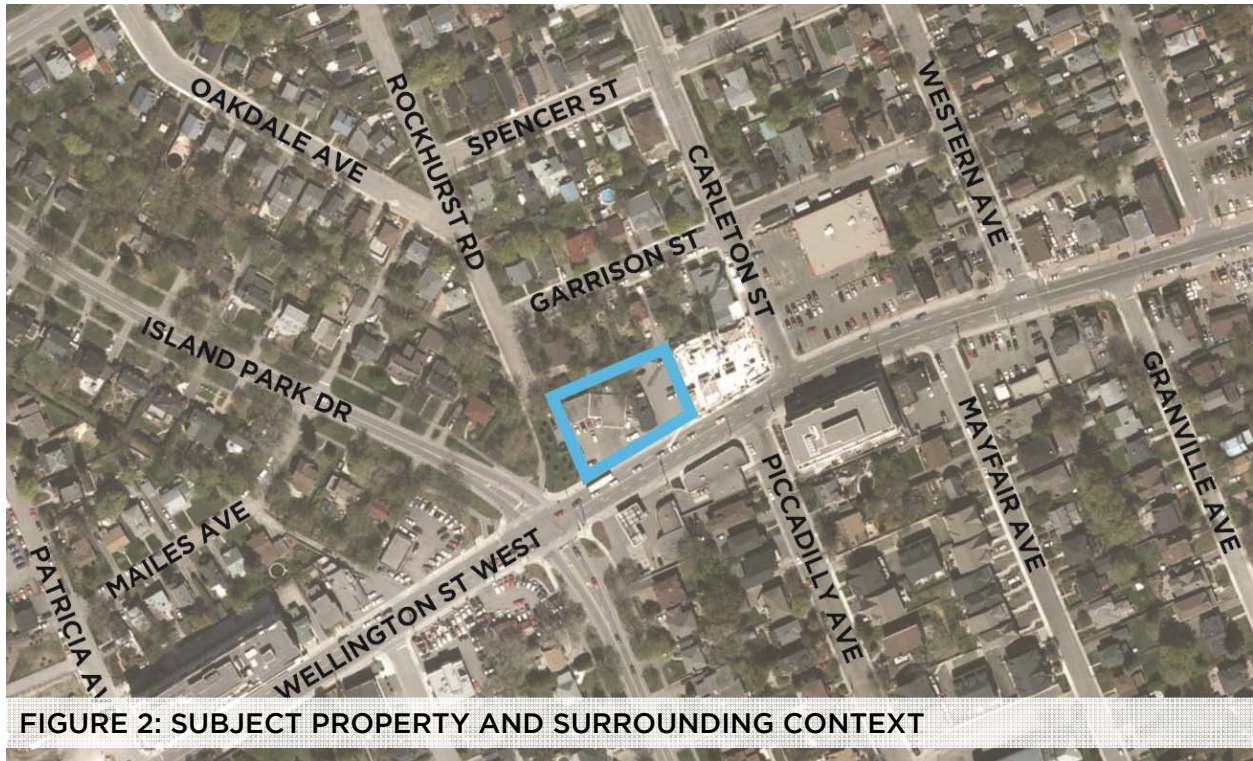 OAKDALE AVE
ROCKHURST RD
SPENCER ST
CARLETON ST
WESTERN AVE
GARRISON ST
ISLAND PARK DR
GRANVILLE AVE
MAYFAIR AVE
PICCADILLY AVE
MAILES AVE
PATRICIA AV
WELLINGTON ST WEST
FIGURE 2: SUBJECT PROPERTY AND SURROUNDING CONTEXT